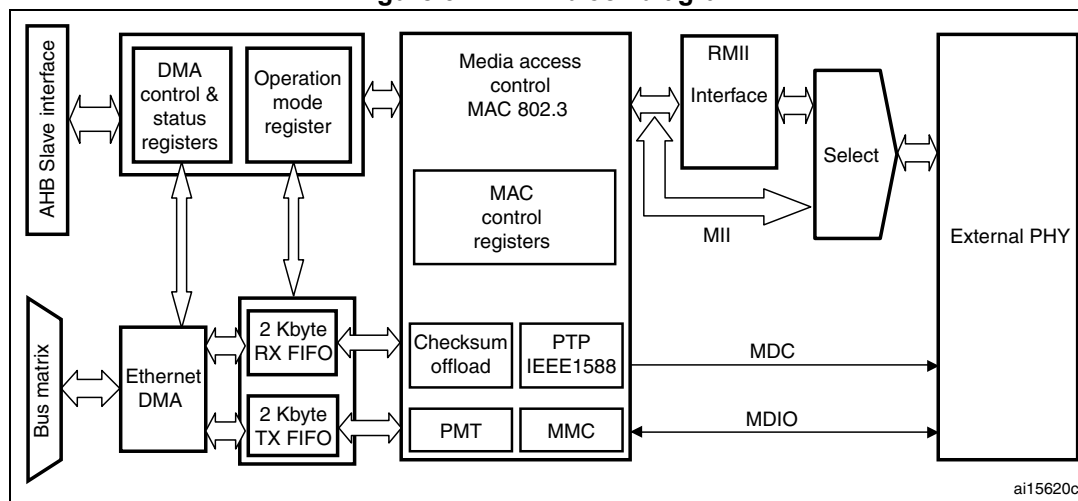 AHB Slave interface
DMA
control &
status
registers
Operation
mode
register
Media access
control
MAC 802.3
RMII
Interface
Select
External PHY
MAC
control
registers
MII
Bus matrix
Ethernet
DMA
2 Kbyte
RX FIFO
2 Kbyte
TX FIFO
Checksum
offload
PTP
IEEE1588
PMT
MMC
MDC
MDIO
ai15620c